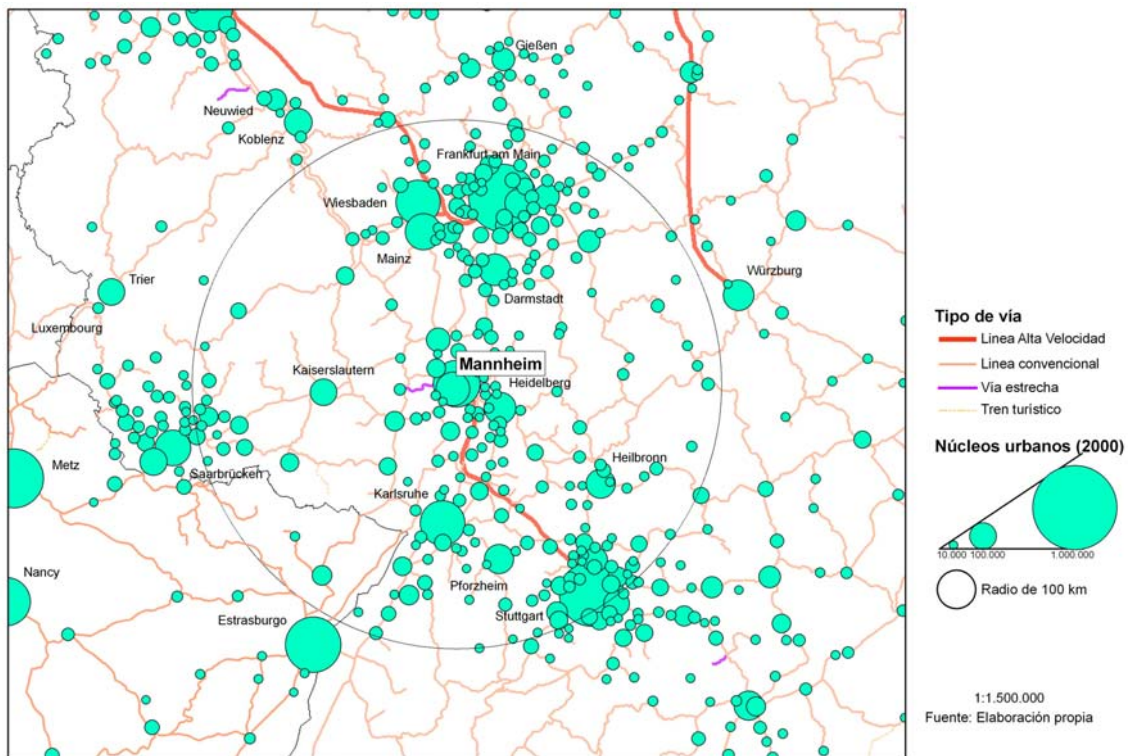 Gießen
Neuwied
Koblenz
Frankfurt am Main
Wiesbaden
Mainz
Würzburg
Trier
Darmstadt
Luxembourg
Mannheim
Kaiserslautern
Heidelberg
Metz
Saarbrücken
Heilbronn
Karlsruhe
Nancy
Pforzheim
Stuttgart
Estrasburgo
Tipo de vía
Linea Alta Velocidad
Linea convencional
Vía estrecha
Tren turístico
Núcleos urbanos (2000)
10.000 100.000 1.000.000
Radio de 100 km
1:1.500.000
Fuente: Elaboración propia